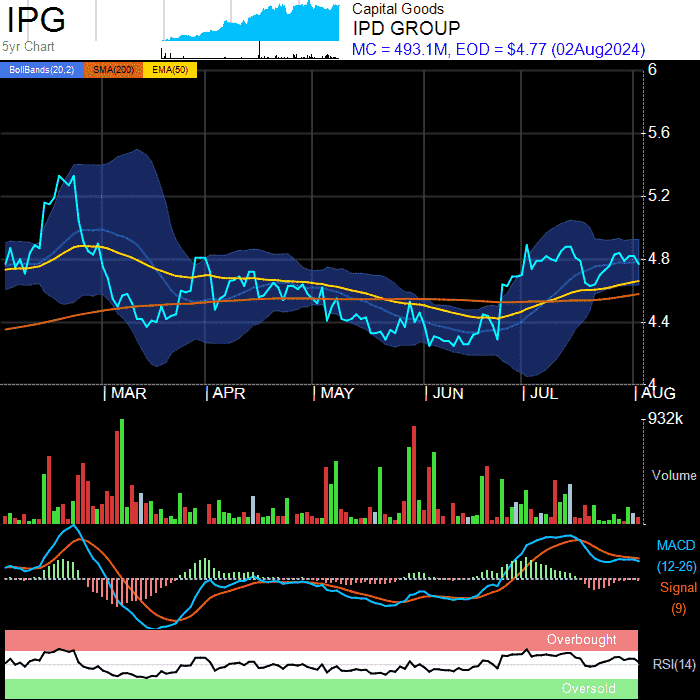 IPG
5yr Chart
Capital Goods
IPD GROUP
MC = 493.1M, EOD = $4.77 (02Aug2024)
BollBands(20,2) SMA(200) EMA(50)
6
5.6
5.2
4.8
4.4
4
MAR APR MAY JUN JUL AUG
932k
Volume
MACD
(12-26)
Signal
(9)
Overbought
RSI(14)
Oversold